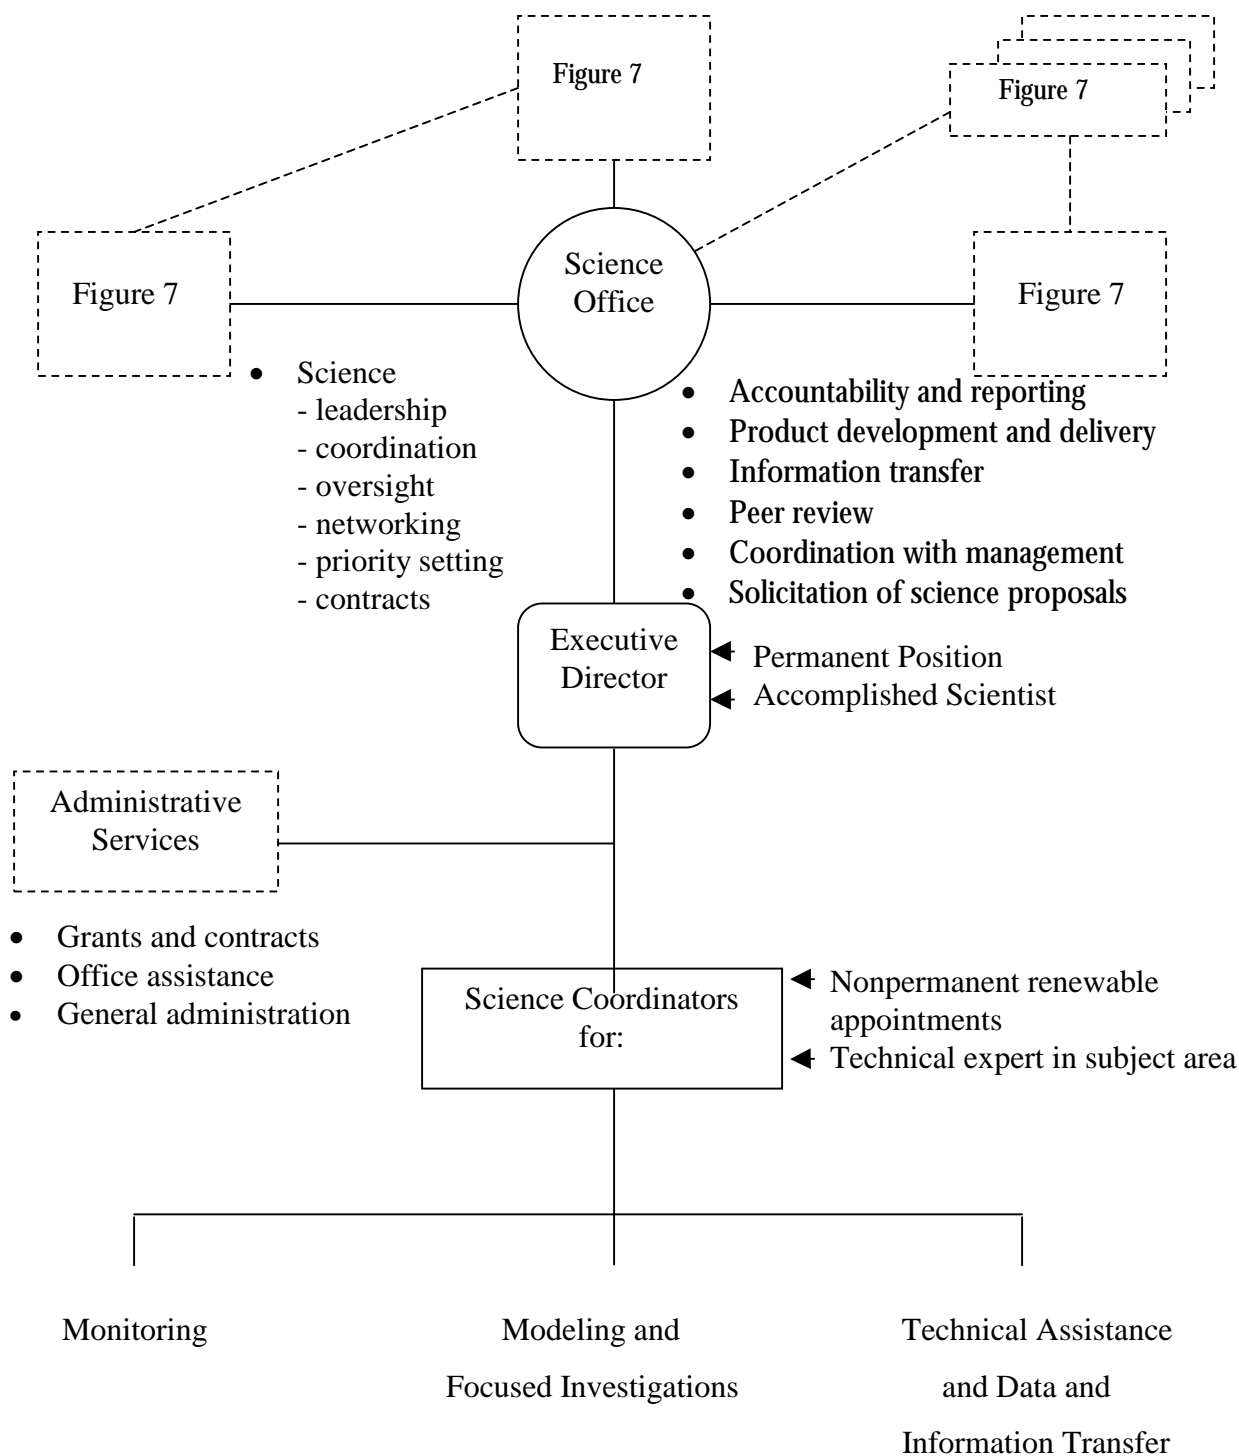 Figure 7
Figure 7
Science
Office
Figure 7
Figure 7
• Science
- leadership
- coordination
- oversight
- networking
- priority setting
- contracts
• Accountability and reporting
• Product development and delivery
• Information transfer
• Peer review
• Coordination with management
• Solicitation of science proposals
Executive
Director
Permanent Position
Accomplished Scientist
Administrative
Services
• Grants and contracts
• Office assistance
• General administration
Science Coordinators
for:
Nonpermanent renewable
appointments
Technical expert in subject area
Monitoring
Modeling and
Focused Investigations
Technical Assistance
and Data and
Information Transfer